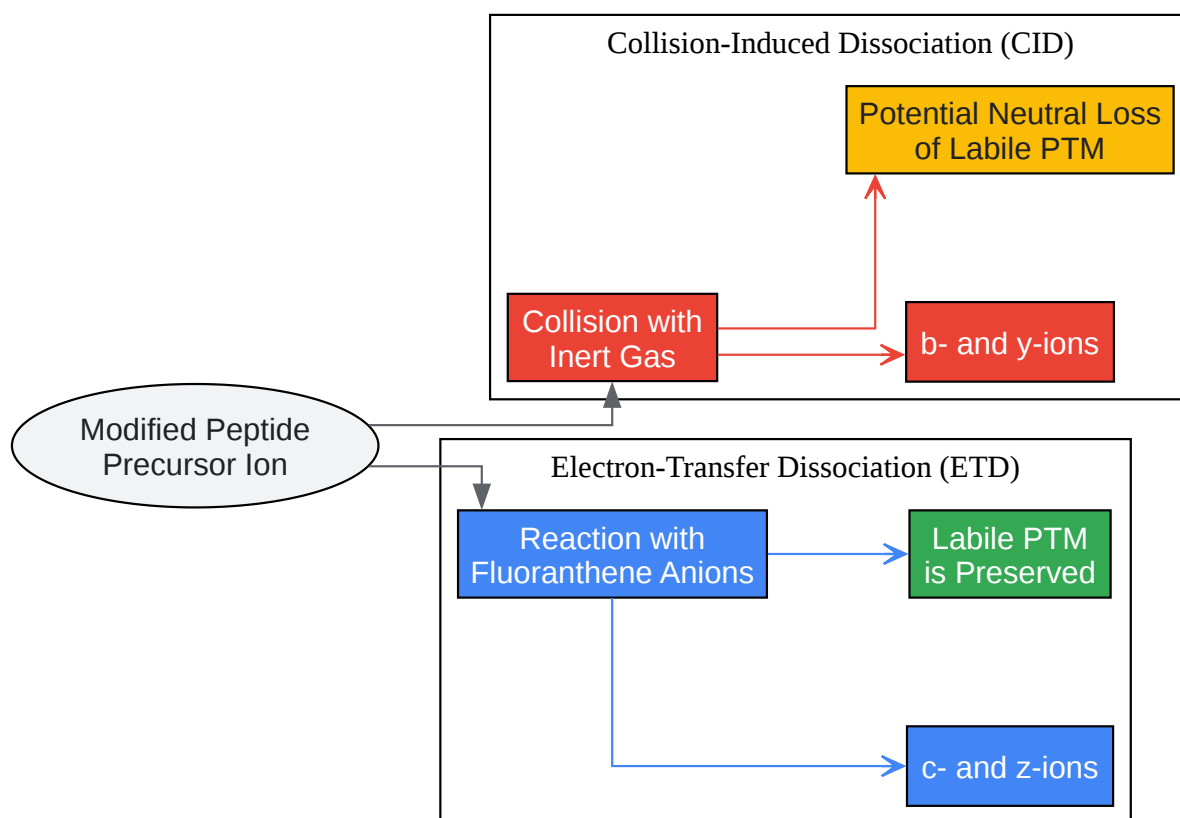 Collision-Induced Dissociation (CID)
Potential Neutral Loss
of Labile PTM
Collision with
Inert Gas
b- and y-ions
Modified Peptide
Precursor Ion
Electron-Transfer Dissociation (ETD)
Reaction with
Fluoranthene Anions
Labile PTM
is Preserved
c- and z-ions